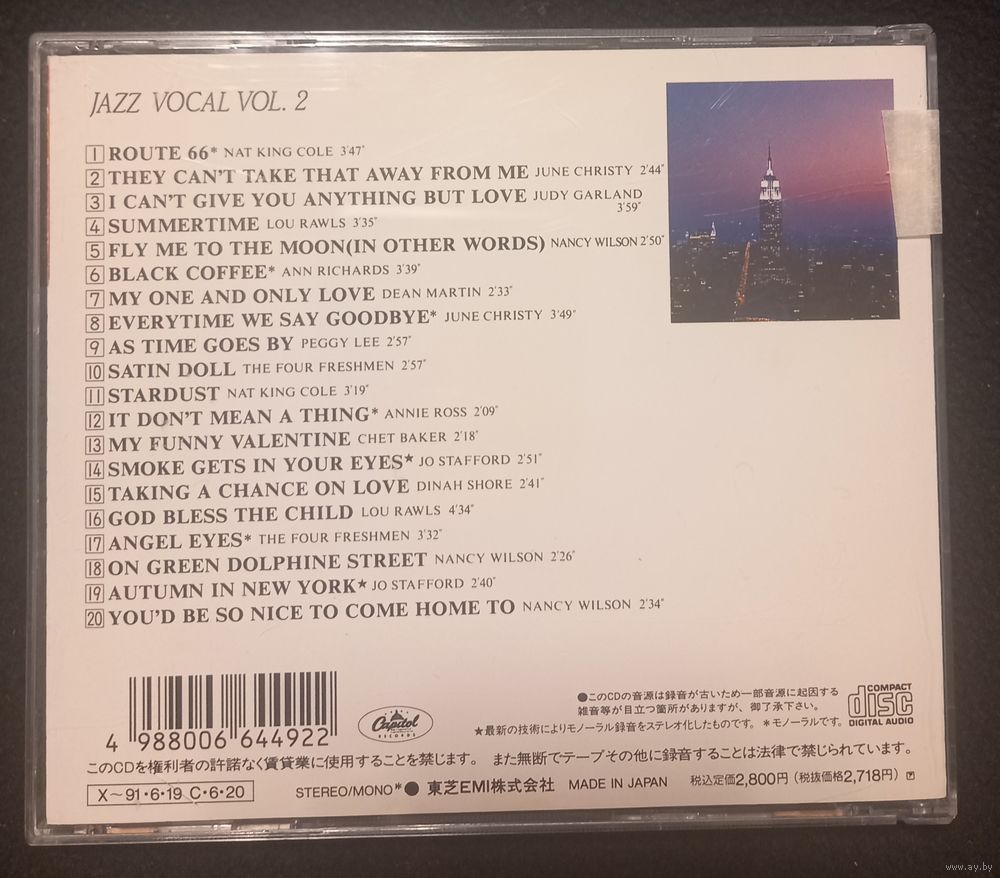 JAZZ VOCAL VOL. 2
1 ROUTE 66* NAT KING COLE 3'47"
2 THEY CAN'T TAKE THAT AWAY FROM ME JUNE CHRISTY 2'44"
3 I CAN'T GIVE YOU ANYTHING BUT LOVE JUDY GARLAND
3'59"
4 SUMMERTIME LOU RAWLS 3'35"
5 FLY ME TO THE MOON(IN OTHER WORDS) NANCY WILSON 2'50"
6 BLACK COFFEE* ANN RICHARDS 3'39"
7 MY ONE AND ONLY LOVE DEAN MARTIN 2'33"
8 EVERYTIME WE SAY GOODBYE* JUNE CHRISTY 3'49"
9 AS TIME GOES BY PEGGY LEE 2'57"
10 SATIN DOLL THE FOUR FRESHMEN 2'57"
11 STARDUST NAT KING COLE 3'19"
12 IT DON'T MEAN A THING* ANNIE ROSS 2'09"
13 MY FUNNY VALENTINE CHET BAKER 2'18"
14 SMOKE GETS IN YOUR EYES★ JO STAFFORD 2'51"
15 TAKING A CHANCE ON LOVE DINAH SHORE 2'41"
16 GOD BLESS THE CHILD LOU RAWLS 4'34"
17 ANGEL EYES* THE FOUR FRESHMEN 3'32"
18 ON GREEN DOLPHINE STREET NANCY WILSON 2'26"
19 AUTUMN IN NEW YORK★ JO STAFFORD 2'40"
20 YOU'D BE SO NICE TO COME HOME TO NANCY WILSON 2'34"
4 988006 644922
Capitol
RECORDS
●このCDの音源は録音が古いため一部音源に起因する
雑音等が目立つ箇所がありますが、御了承下さい。
★最新の技術によりモノーラル録音をステレオ化したものです。 *モノーラルです。
COMPACT
disc
DIGITAL AUDIO
このCDを権利者の許諾なく賃貸業に使用することを禁じます。 また無断でテープその他に録音することは法律で禁じられています。
X〜91・6・19 C・6・20
STEREO/MONO*● 東芝EMI株式会社 MADE IN JAPAN 税込定価2,800円(税抜価格2,718円)
www.ay.by